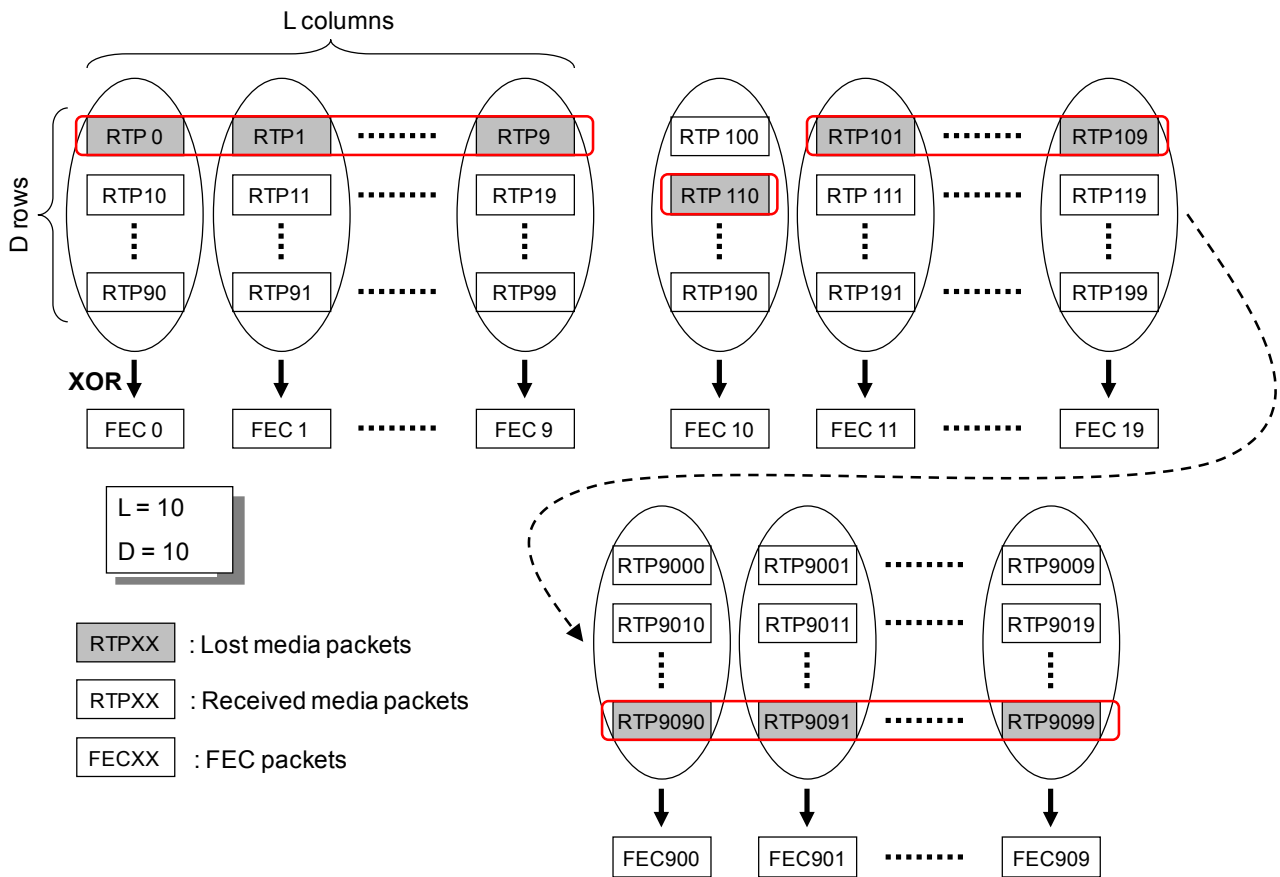 L columns
D rows
RTP 0 RTP1 RTP9
RTP10 RTP11 RTP19
RTP90 RTP91 RTP99
XOR
FEC 0 FEC 1 FEC 9
RTP 100 RTP101 RTP109
RTP 110 RTP 111 RTP119
RTP190 RTP191 RTP199
FEC 10 FEC 11 FEC 19
L = 10
D = 10
RTPXX : Lost media packets
RTPXX : Received media packets
FECXX : FEC packets
RTP9000 RTP9001 RTP9009
RTP9010 RTP9011 RTP9019
RTP9090 RTP9091 RTP9099
FEC900 FEC901 FEC909